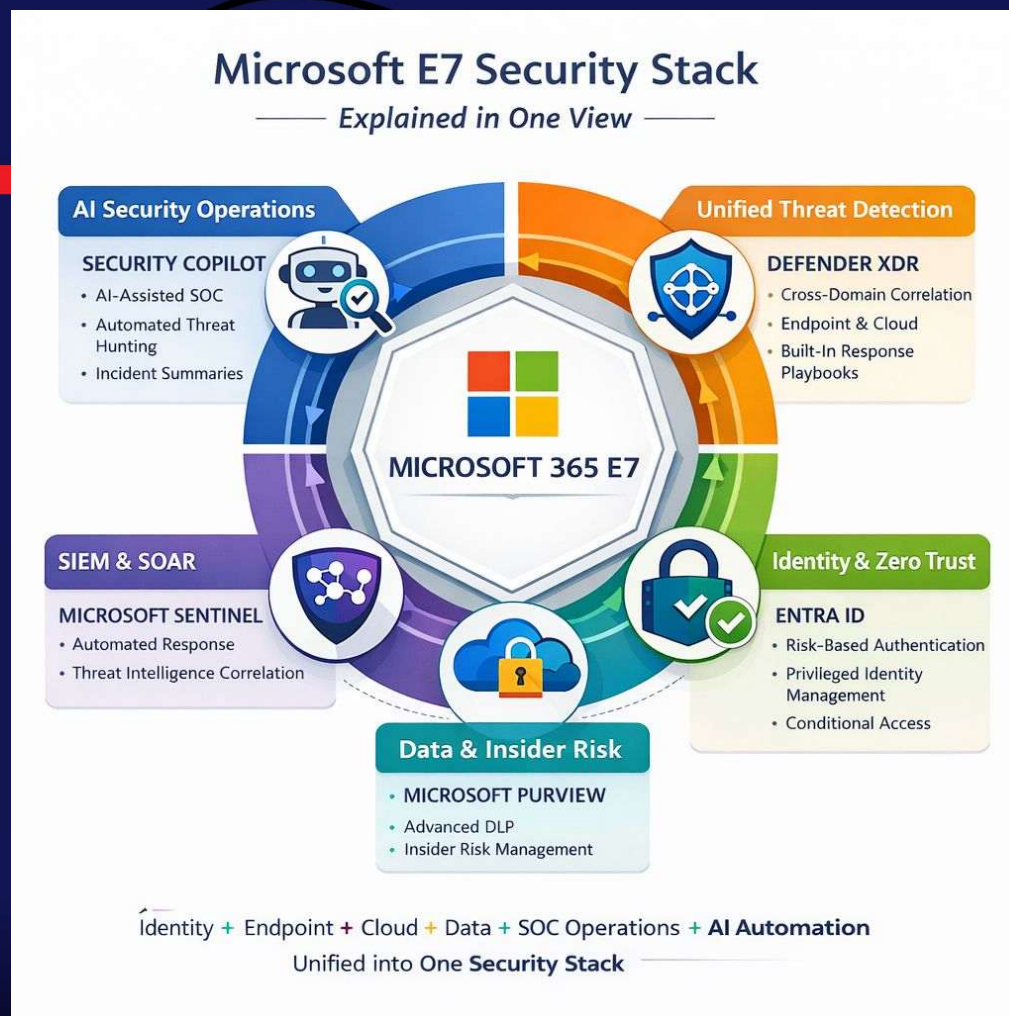 Microsoft E7 Security Stack
Explained in One View
AI Security Operations
SECURITY COPILOT
• AI-Assisted SOC
• Automated Threat
Hunting
• Incident Summaries
Unified Threat Detection
DEFENDER XDR
• Cross-Domain Correlation
• Endpoint & Cloud
• Built-In Response
Playbooks
MICROSOFT 365 E7
SIEM & SOAR
MICROSOFT SENTINEL
• Automated Response
• Threat Intelligence Correlation
Identity & Zero Trust
ENTRA ID
• Risk-Based Authentication
• Privlleged Identity
Management
• Conditional Access
Data & Insider Risk
• MICROSOFT PURVIEW
• Advanced DLP
• Insider Risk Management
Identity + Endpoint + Cloud + Data + SOC Operations + AI Automation
Unified into One Security Stack